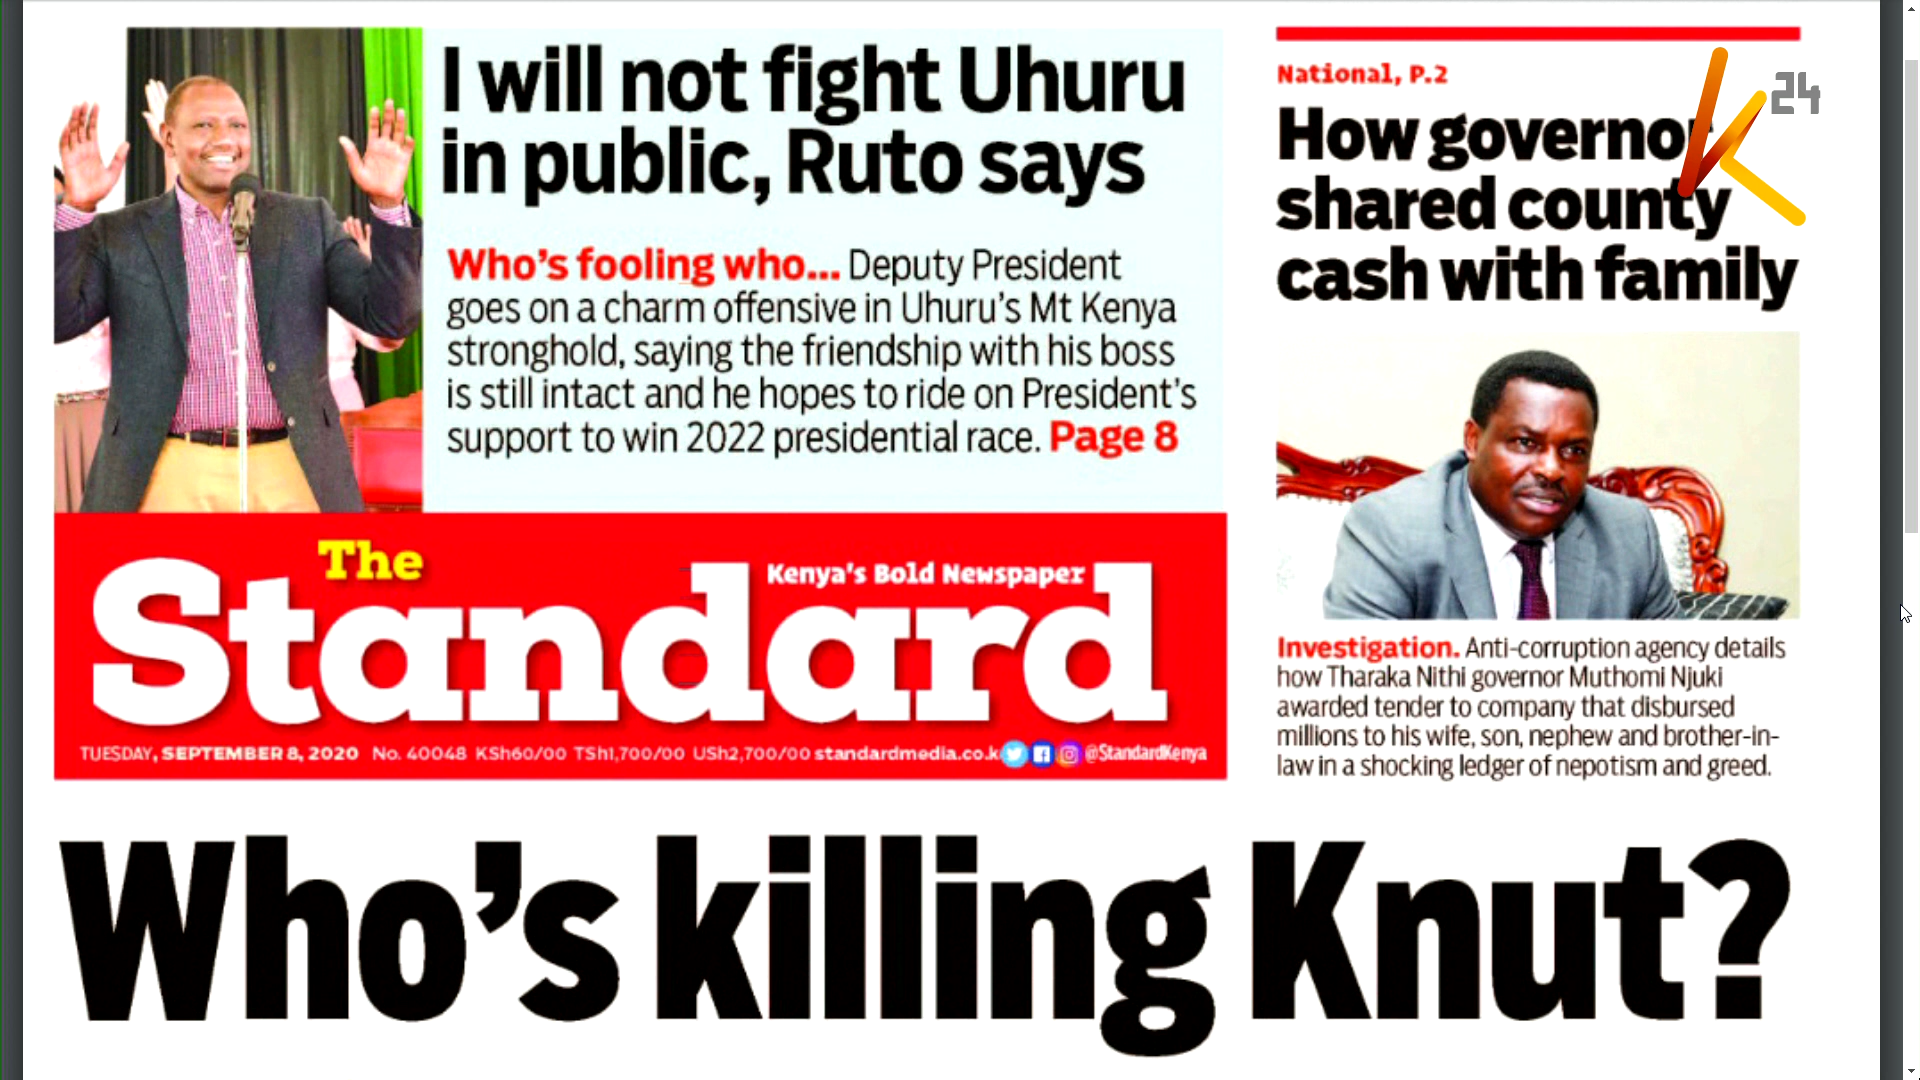 I will not fight Uhuru
in public, Ruto says
Who's fooling who... Deputy President
goes on a charm offensive in Uhuru's Mt Kenya
stronghold, saying the friendship with his boss
is still intact and he hopes to ride on President's
support to win 2022 presidential race. Page 8
The
Standard
Kenya's Bold Newspaper
TUESDAY, SEPTEMBER 8, 2020 No. 40048 KSh60/00 TSh1,700/00 USh2,700/00 standardmedia.co.k @StandardKenya
National, P.2
K24
How governor
shared county
cash with family
Investigation. Anti-corruption agency details
how Tharaka Nithi governor Muthomi Njuki
awarded tender to company that disbursed
millions to his wife, son, nephew and brother-in-
law in a shocking ledger of nepotism and greed.
Who's killing Knut?